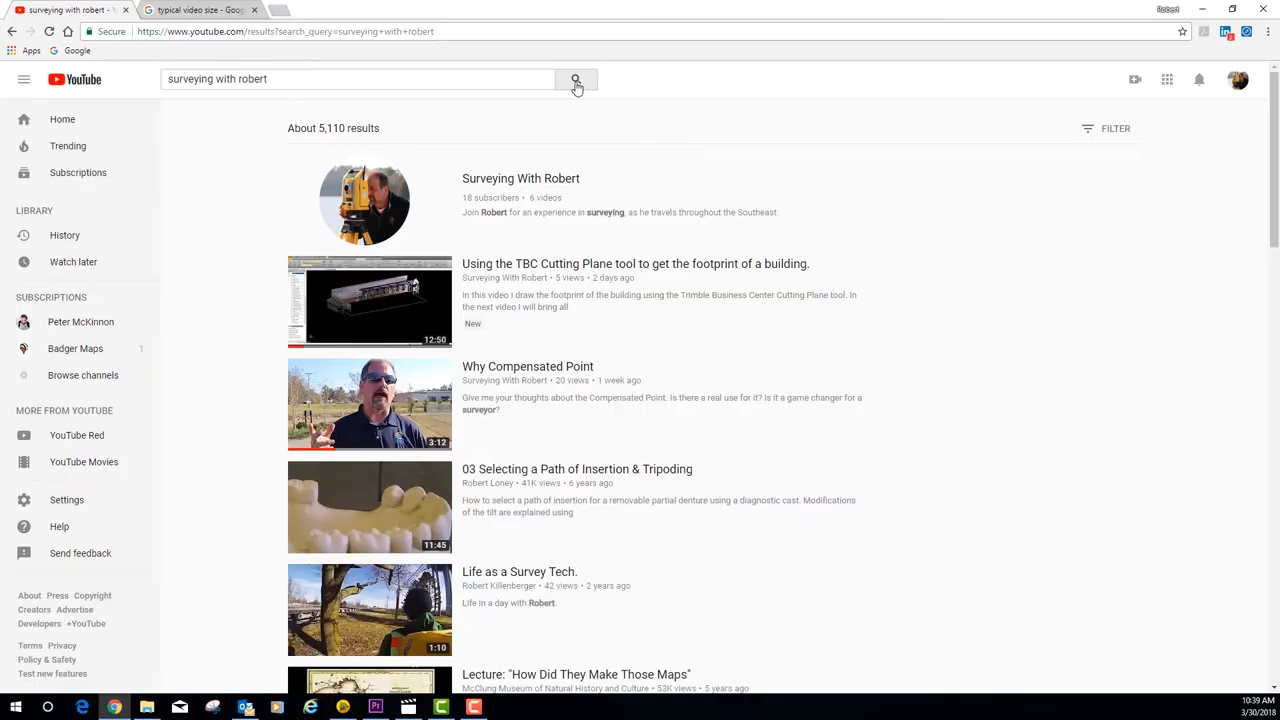 surveying with robert - Y
typical video size - Goog
Robert
Secure
https://www.youtube.com/results?search_query=surveying+with+robert
Apps
Google
YouTube
surveying with robert
Home
Trending
Subscriptions
LIBRARY
History
Watch later
SUBSCRIPTIONS
Peter McKinnon
Badger Maps 1
Browse channels
MORE FROM YOUTUBE
YouTube Red
YouTube Movies
Settings
Help
Send feedback
About Press Copyright
Creators Advertise
Developers +YouTube
Terms Privacy
Policy & Safety
Test new features
About 5,110 results
FILTER
Surveying With Robert
18 subscribers • 6 videos
Join Robert for an experience in surveying, as he travels throughout the Southeast.
12:50
Using the TBC Cutting Plane tool to get the footprint of a building.
Surveying With Robert • 5 views • 2 days ago
In this video I draw the footprint of the building using the Trimble Business Center Cutting Plane tool. In
the next video I will bring all
New
3:12
Why Compensated Point
Surveying With Robert • 20 views • 1 week ago
Give me your thoughts about the Compensated Point. Is there a real use for it? Is it a game changer for a
surveyor?
11:45
03 Selecting a Path of Insertion & Tripoding
Robert Loney • 41K views • 6 years ago
How to select a path of insertion for a removable partial denture using a diagnostic cast. Modifications
of the tilt are explained using
1:10
Life as a Survey Tech.
Robert Killenberger • 42 views • 2 years ago
Life in a day with Robert.
Lecture: "How Did They Make Those Maps"
McClung Museum of Natural History and Culture • 53K views • 5 years ago
10:39 AM
3/30/2018